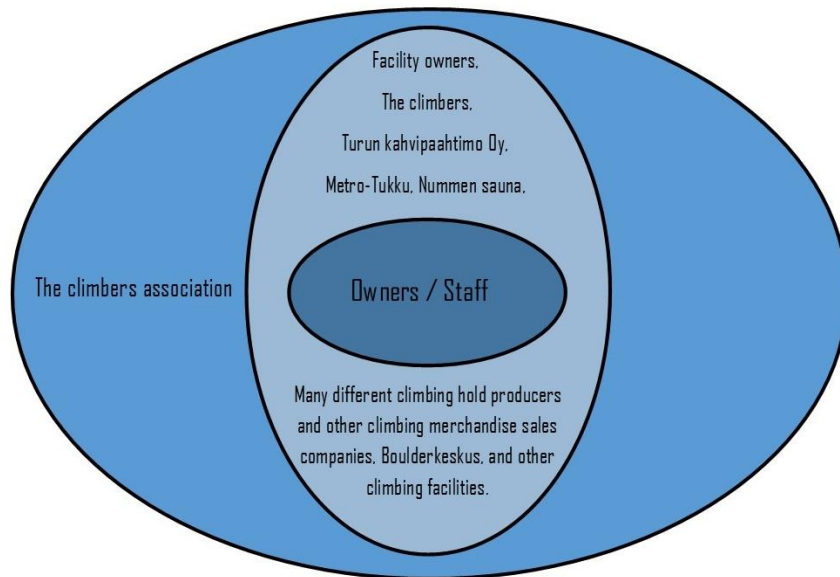 Facility owners,
The climbers,
Turun kahvipaahtimo Oy,
Metro-Tukku, Nummen sauna,
The climbers association
Owners / Staff
Many different climbing hold producers
and other climbing merchandise sales
companies, Boulderkeskus, and other
climbing facilities.